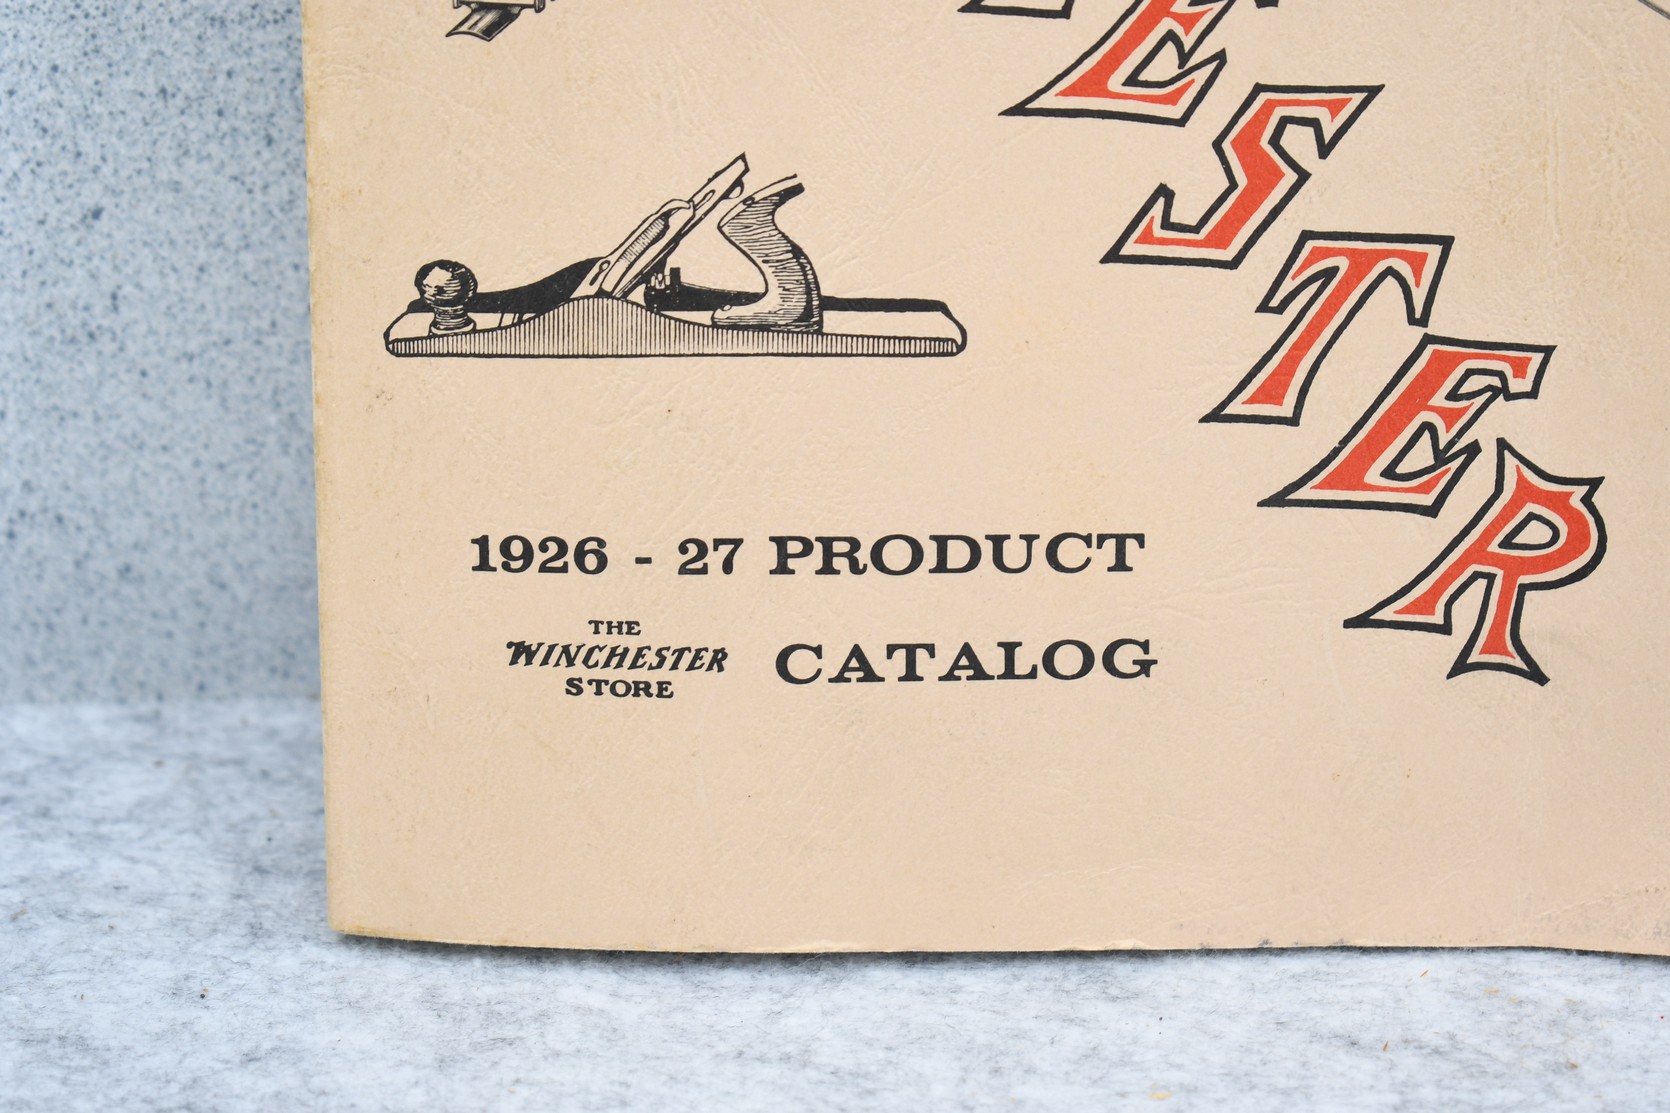 ESTER
1926 - 27 PRODUCT
THE
WINCHESTER
STORE
CATALOG